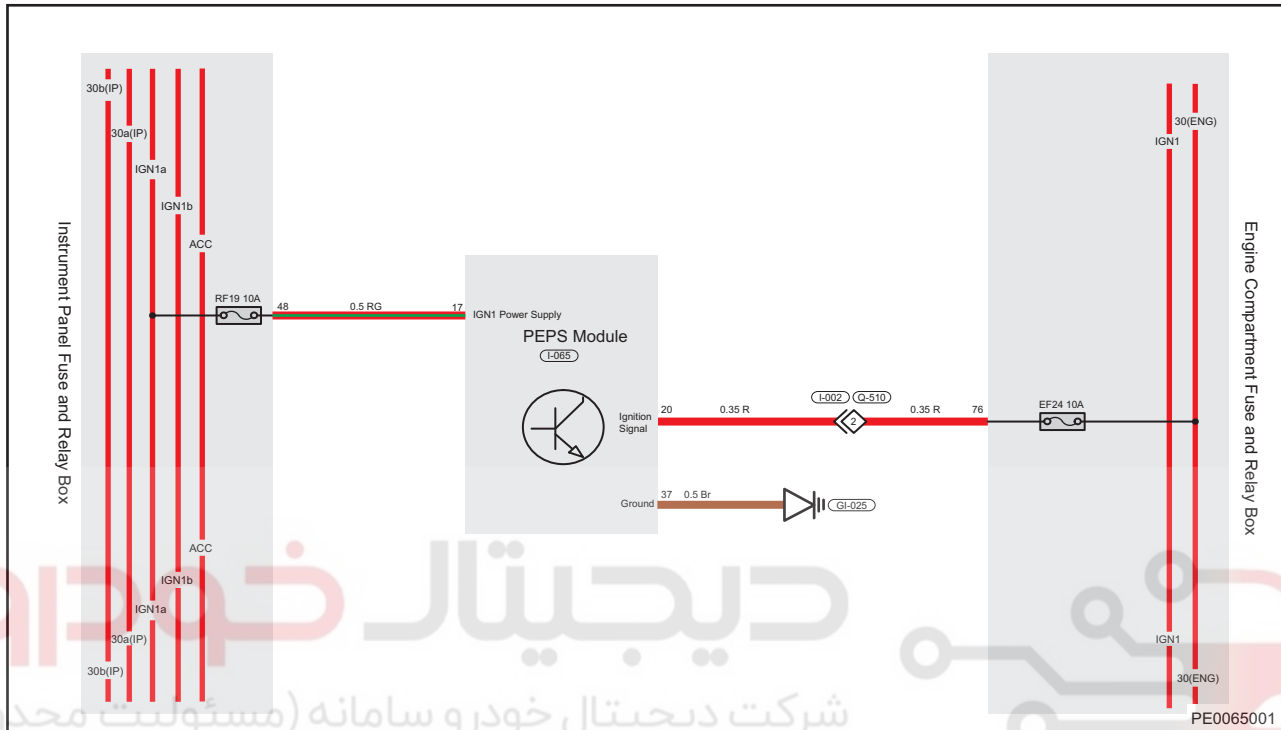 30b(IP)
30a(IP)
IGN1a
IGN1b
ACC
Instrument Panel Fuse and Relay Box
RF19 10A
48
0.5 RG
17
IGN1 Power Supply
PEPS Module
I-065
Ignition
Signal
20
0.35 R
I-002
Q-510
2
0.35 R
76
EF24 10A
Ground
37
0.5 Br
GI-025
IGN1
30(ENG)
Engine Compartment Fuse and Relay Box
ACC
IGN1b
IGN1a
30a(IP)
30b(IP)
IGN1
30(ENG)
دیجیتال خودرو
شرکت دیجیتال خودرو سامانه (مسئولیت
PE0065001